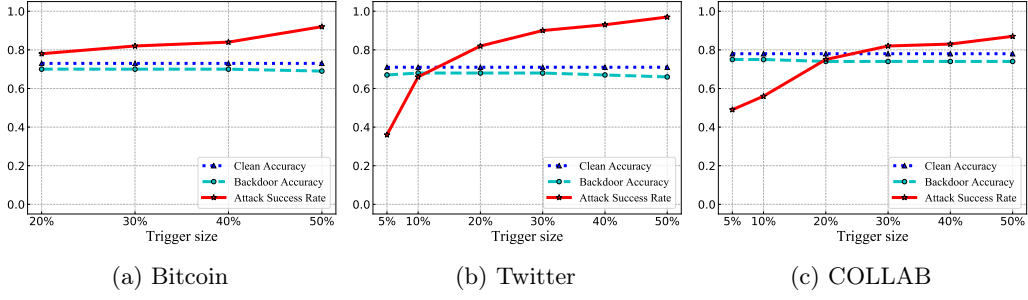 1.0
0.8
0.6
0.4
0.2
0.0
Clean Accuracy
Backdoor Accuracy
Attack Success Rate
20% 30% 40% 50%
Trigger size
(a) Bitcoin
1.0
0.8
0.6
0.4
0.2
0.0
Clean Accuracy
Backdoor Accuracy
Attack Success Rate
5% 10% 20% 30% 40% 50%
Trigger size
(b) Twitter
1.0
0.8
0.6
0.4
0.2
0.0
Clean Accuracy
Backdoor Accuracy
Attack Success Rate
5% 10% 20% 30% 40% 50%
Trigger size
(c) COLLAB